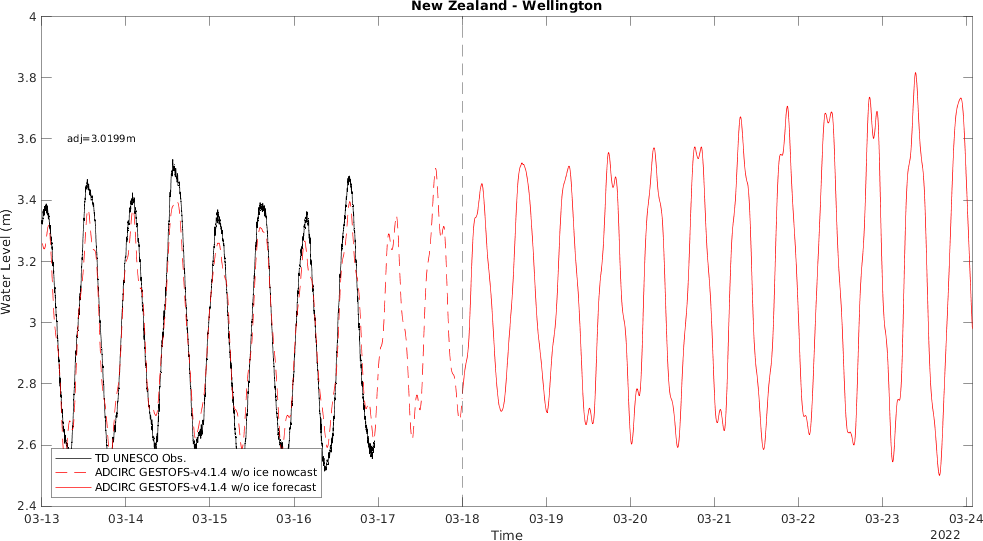 New Zealand - Wellington
4
3.8
3.6
3.4
3.2
3
2.8
2.6
2.4
Water Level (m)
adj=3.0199m
TD UNESCO Obs.
ADCIRC GESTOFS-v4.1.4 w/o ice nowcast
ADCIRC GESTOFS-v4.1.4 w/o ice forecast
03-13 03-14 03-15 03-16 03-17 03-18 03-19 03-20 03-21 03-22 03-23 03-24
Time
2022